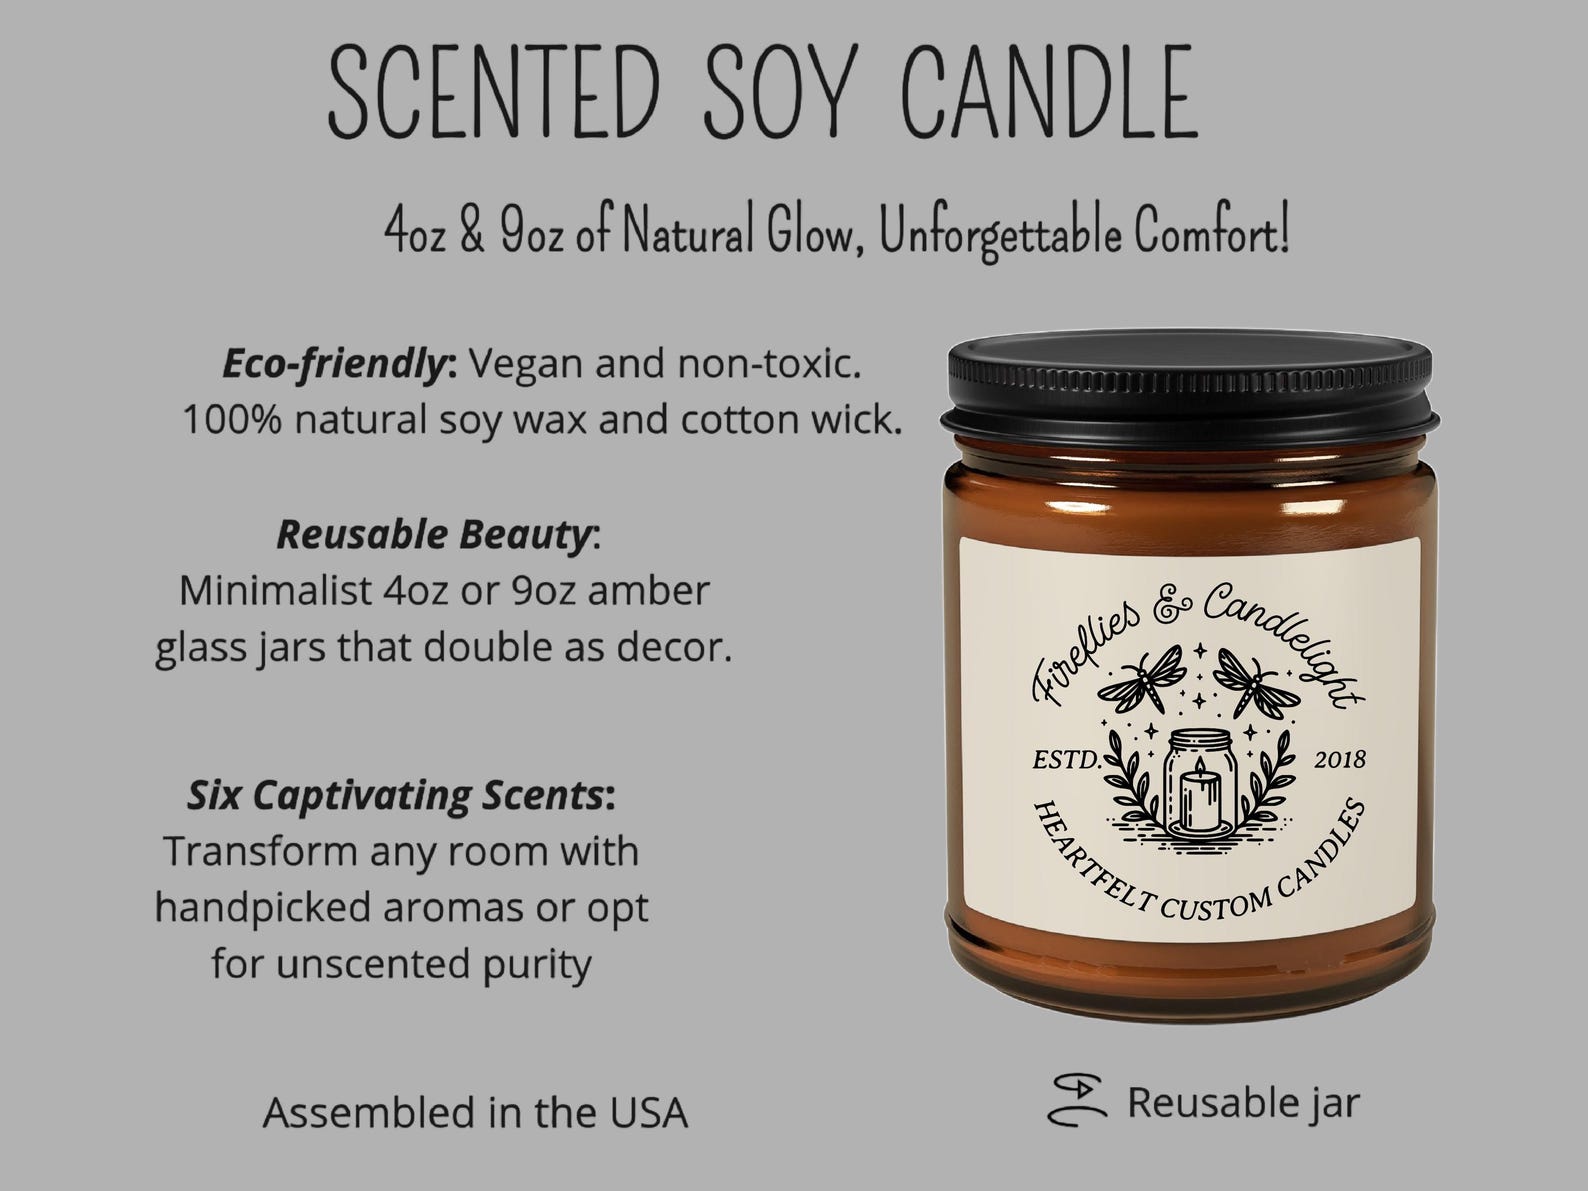 SCENTED SOY CANDLE
4oz & 9oz of Natural Glow, Unforgettable Comfort!
Eco-friendly: Vegan and non-toxic.
100% natural soy wax and cotton wick.
Reusable Beauty:
Minimalist 4oz or 9oz amber
glass jars that double as decor.
Six Captivating Scents:
Transform any room with
handpicked aromas or opt
for unscented purity
Assembled in the USA
Fireflies & Candlelight
ESTD. 2018
HEARTFELT CUSTOM CANDLES
Reusable jar